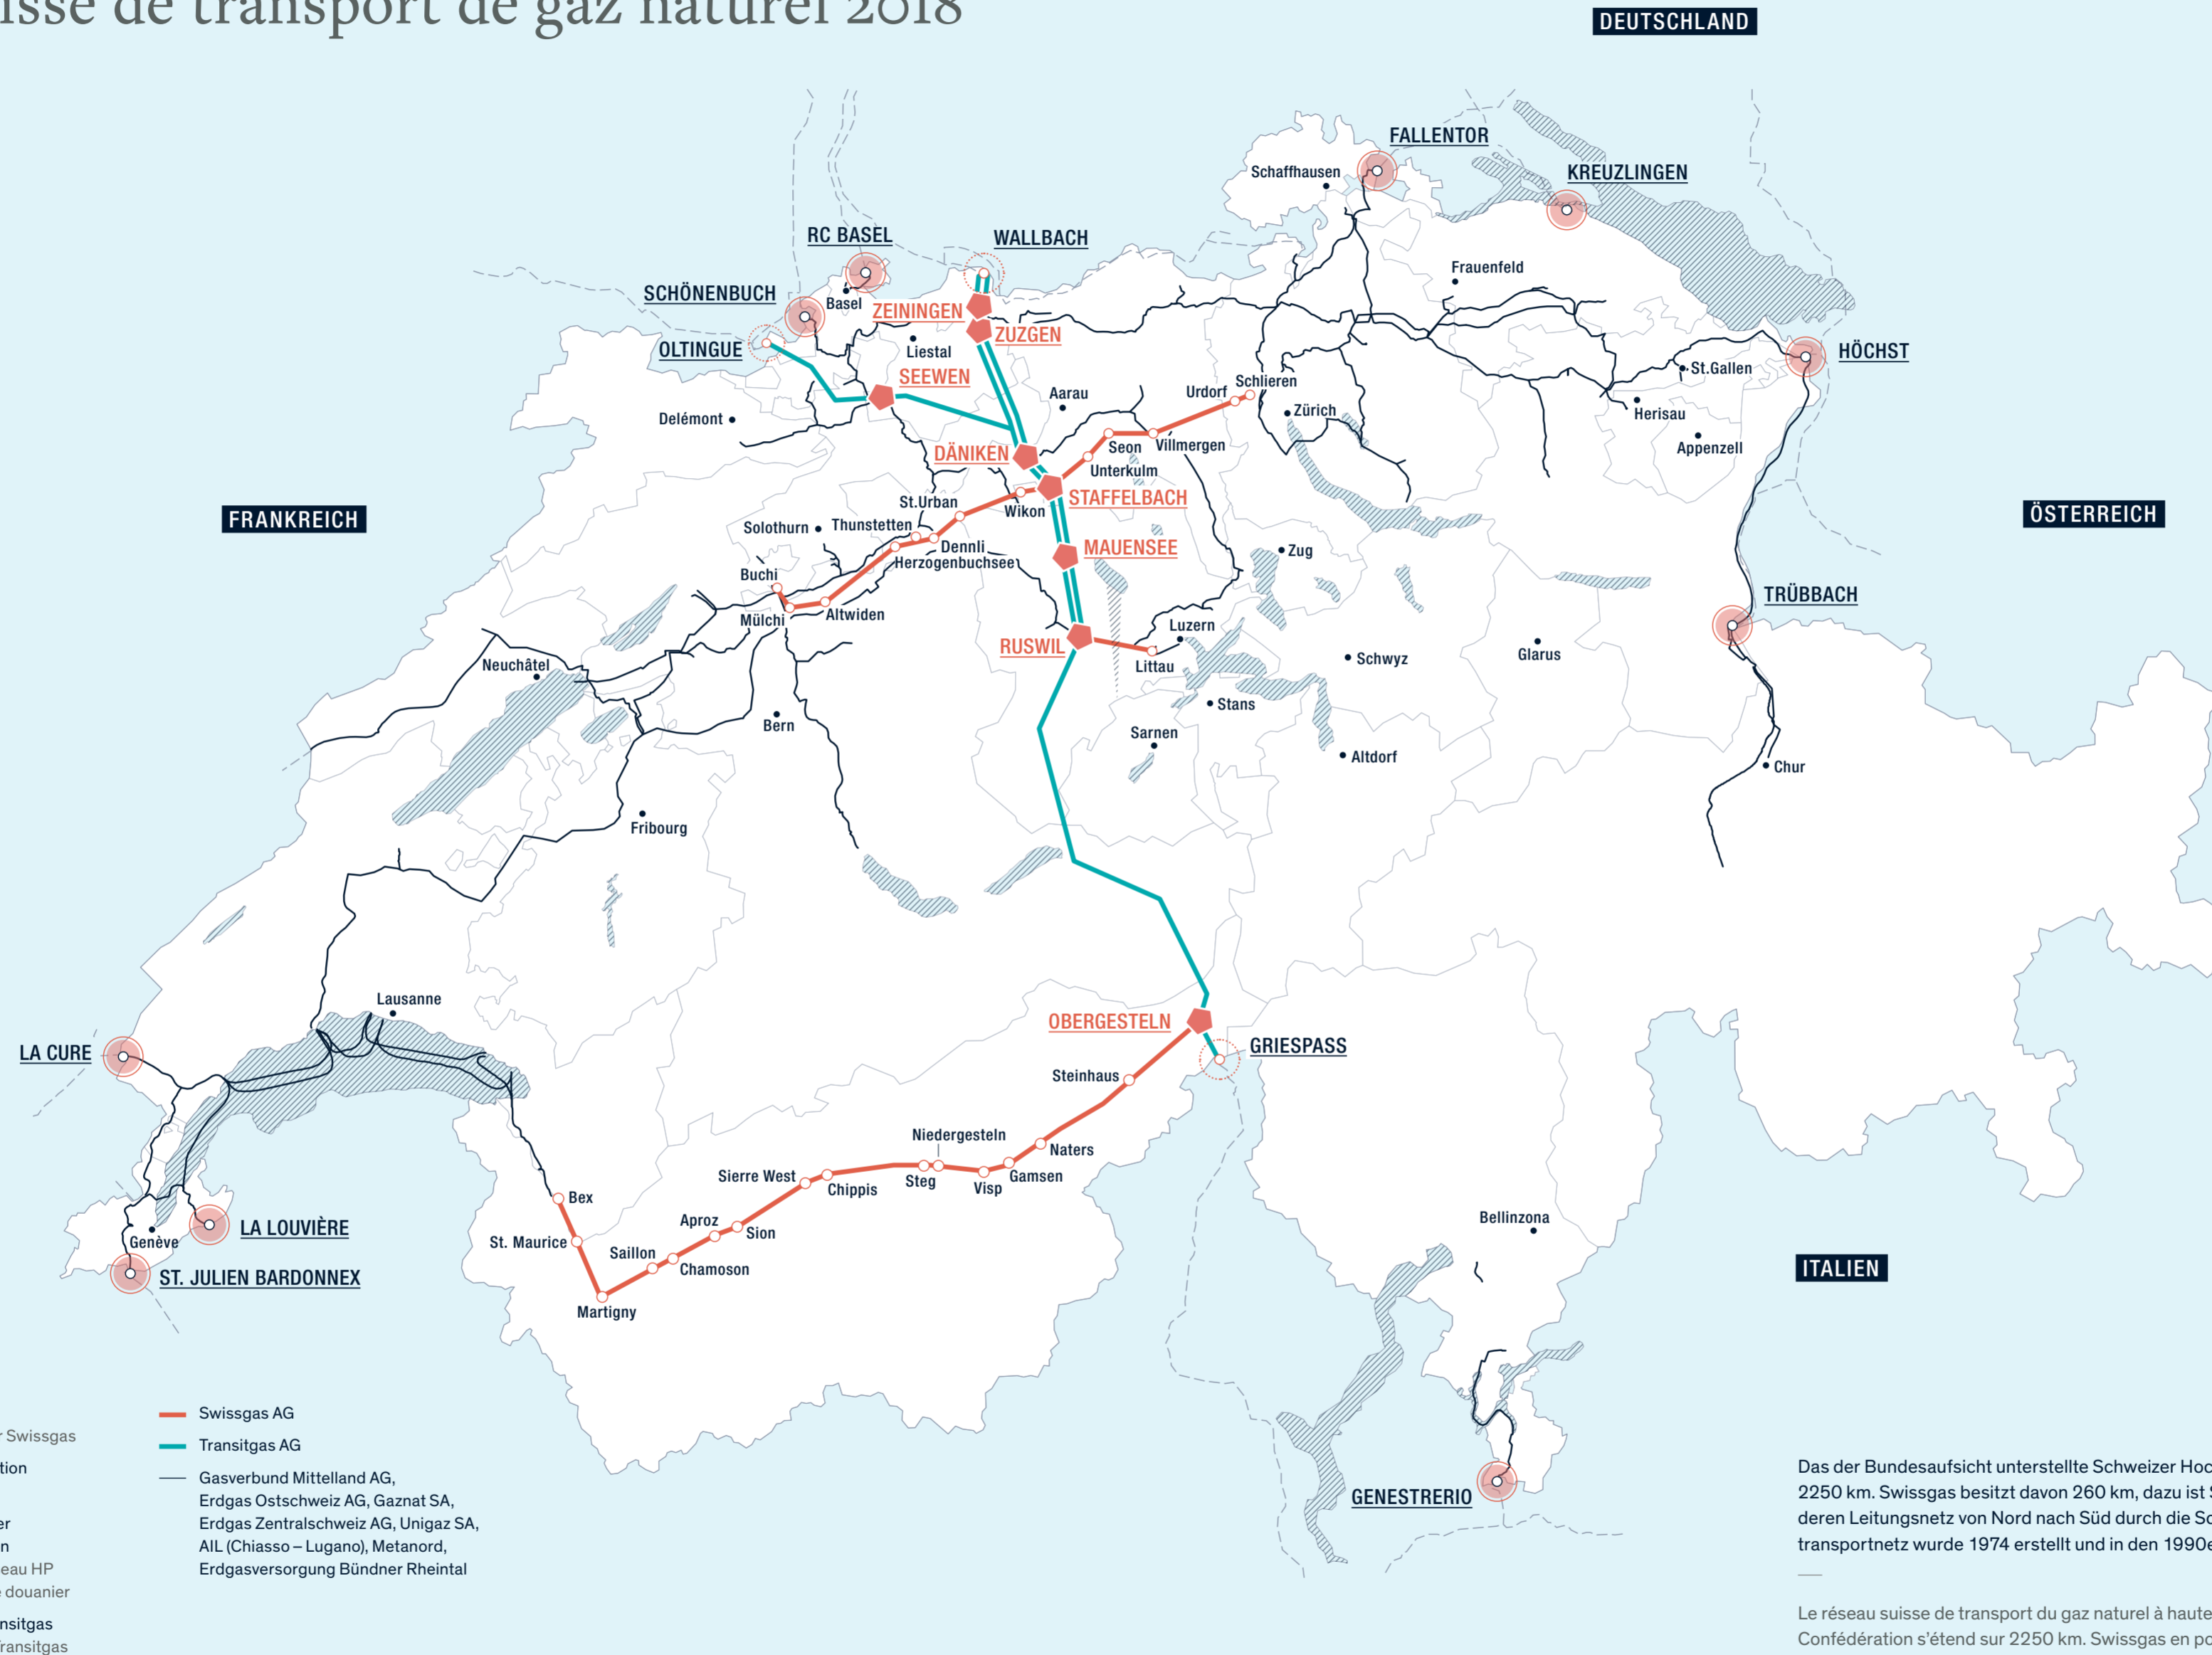 de transport de gaz naturel 2018
DEUTSCHLAND
FALLENTOR
Schaffhausen
KREUZLINGEN
RC BASEL
WALLBACH
Frauenfeld
SCHÖNENBUCH
Basel
ZEININGEN
ZUZGEN
OLTINGUE
Liestal
HÖCHST
St.Gallen
SEEWEN
Aarau
Urdorf
Schlieren
Zürich
Herisau
Delémont
Appenzell
DÄNIKEN
Seon
Villmergen
Unterkulm
STAFFELBACH
St.Urban
Wikon
FRANKREICH
ÖSTERREICH
Solothurn
Thunstetten
Dennli
Herzogenbuchsee
MAUENSEE
Zug
Buchi
Mülchi
Altwiden
TRÜBBACH
Luzern
RUSWIL
Littau
Schwyz
Glarus
Neuchâtel
Stans
Bern
Sarnen
Altdorf
Chur
Fribourg
Lausanne
OBERGESTELN
GRIESPASS
LA CURE
Steinhaus
Niedergesteln
Naters
Sierre West
Chippis
Steg
Visp
Gamsen
Bex
Aproz
Sion
St. Maurice
Saillon
Chamoson
Martigny
Genève
LA LOUVIÈRE
ST. JULIEN BARDONNEX
Bellinzona
ITALIEN
GENESTRERIO
Swissgas
Swissgas AG
Transitgas AG
Gasverbund Mittelland AG,
Erdgas Ostschweiz AG, Gaznat SA,
Erdgas Zentralschweiz AG, Unigaz SA,
AIL (Chiasso – Lugano), Metanord,
Erdgasversorgung Bündner Rheintal
HP
douanier
Das der Bundesaufsicht unterstellte Schweizer
2250 km. Swissgas besitzt davon 260 km, dazu ist
deren Leitungsnetz von Nord nach Süd durch die
transportnetz wurde 1974 erstellt und in den
Le réseau suisse de transport du gaz naturel à haute
Confédération s'étend sur 2250 km. Swissgas en